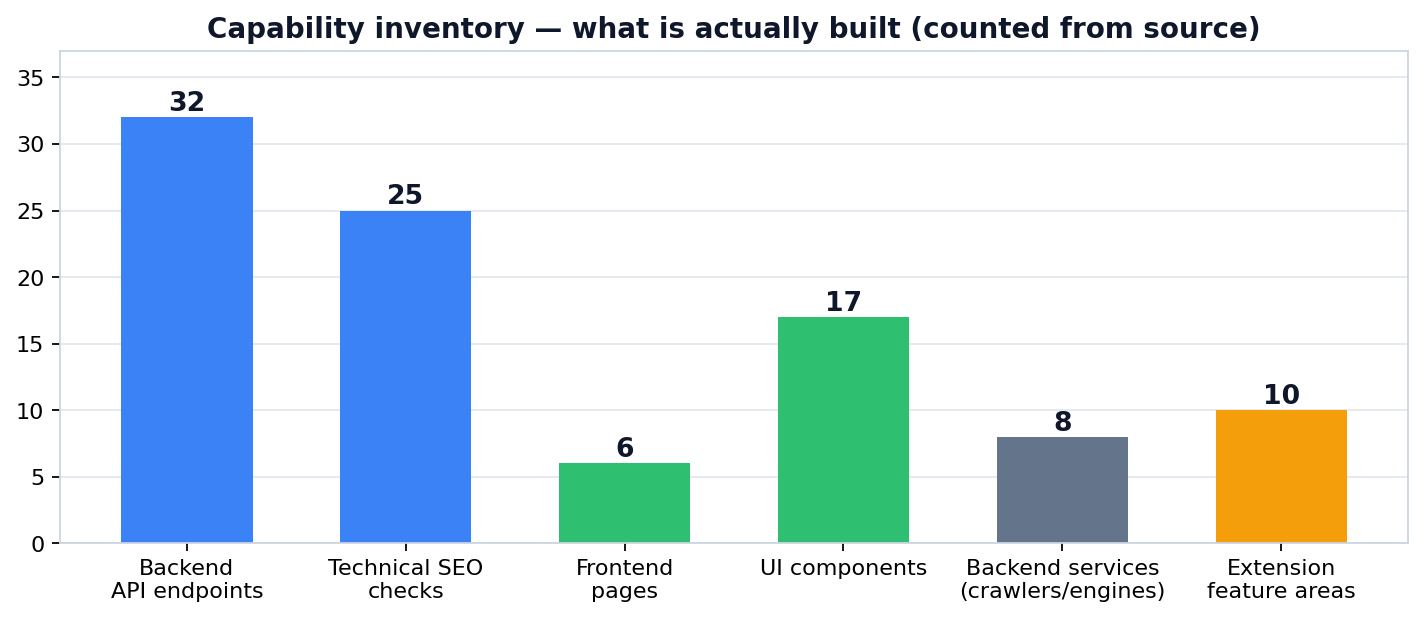 Capability inventory — what is actually built (counted from source)
35
30
25
20
15
10
5
0
32
25
6
17
8
10
Backend
API endpoints
Technical SEO
checks
Frontend
pages
UI components
Backend services
(crawlers/engines)
Extension
feature areas